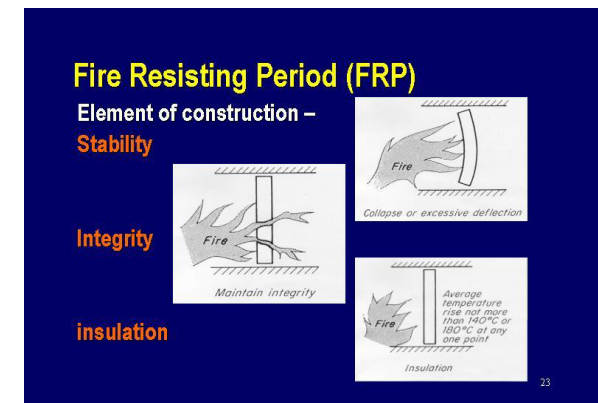 Fire Resisting Period (FRP)
Element of construction –
Stability
Fire
Collapse or excessive deflection
Integrity
Fire
Maintain integrity
insulation
Fire
Average
temperature
rise not more
than 140°C or
180°C at any
one point
Insulation
23